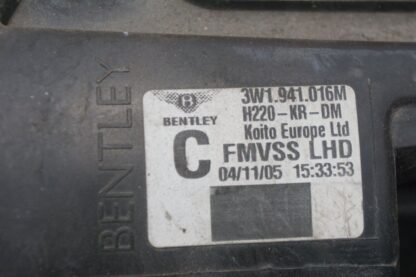 BENTLEY
B
BENTLEY
3W1.941.016M
H220-KR-DM
Koito Europe Ltd
C FMVSS LHD
04/11/05 15:33:53